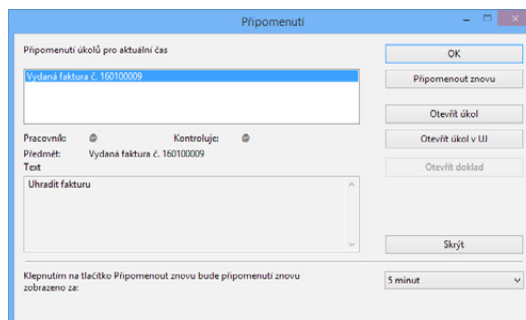 Připomenutí
Připomenutí úkolů pro aktuální čas
Vydaná faktura č. 160100009
OK
Připomenout znovu
Otevřít úkol
Otevřít úkol v UJ
Otevřít doklad
Skrýt
Pracovník: @ Kontroluje: @
Předmět: Vydaná faktura č. 160100009
Text
Uhradit fakturu
Klepnutím na tlačítko Připomenout znovu bude připomenutí znovu
zobrazeno za:
5 minut